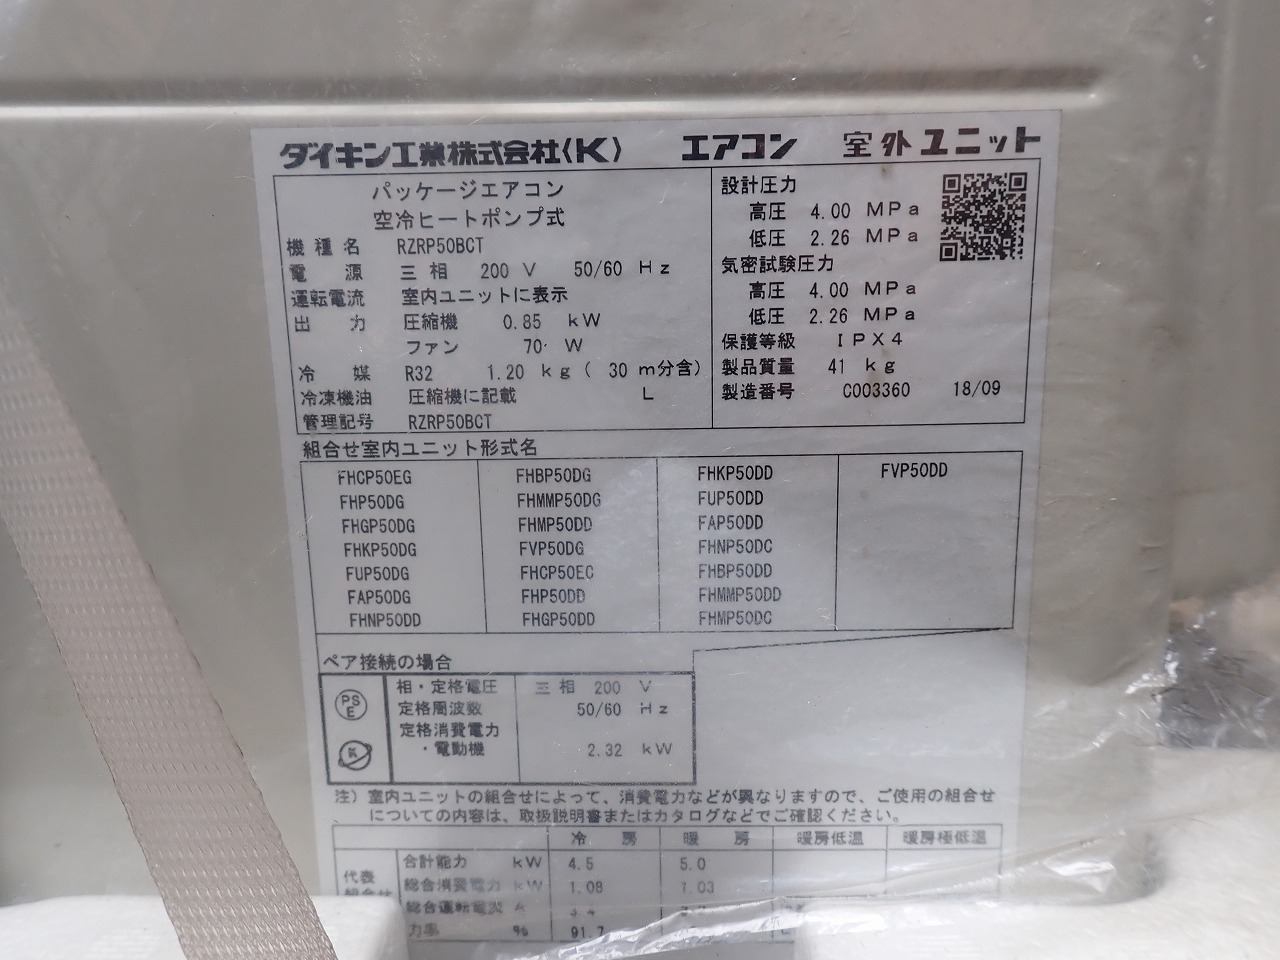 ダイキン工業株式会社〈K〉 エアコン 室外ユニット
パッケージエアコン
空冷ヒートポンプ式
機種名 RZRP50BCT
電源 三相 200 V 50/60 Hz
運転電流 室内ユニットに表示
出力 圧縮機 0.85 kW
ファン 70 W
冷媒 R32 1.20 kg ( 30 m分含)
冷凍機油 圧縮機に記載 L
管理記号 RZRP50BCT
設計圧力
高圧 4.00 MPa
低圧 2.26 MPa
気密試験圧力
高圧 4.00 MPa
低圧 2.26 MPa
保護等級 IPX4
製品質量 41 kg
製造番号 C003360 18/09
組合せ室内ユニット形式名
FHCP50EG FHBP50DG FHKP50DD FVP50DD
FHP50DG FHMMP50DG FUP50DD
FHGP50DG FHMP50DD FAP50DD
FHKP50DG FVP50DG FHNP50DC
FUP50DG FHCP50EC FHBP50DD
FAP50DG FHP50DD FHMMP50DD
FHNP50DD FHGP50DD FHMP50DC
ペア接続の場合
PS
E
相・定格電圧 三相 200 V
定格周波数 50/60 Hz
定格消費電力
・電動機 2.32 kW
注) 室内ユニットの組合せによって、消費電力などが異なりますので、ご使用の組合せ
についての内容は、取扱説明書またはカタログなどでご確認ください。
冷房 暖房 暖房低温 暖房極低温
代表
組合せ
合計能力 kW 4.5 5.0
総合消費電力 kW 1.08 1.03
総合運転電流 A 3.4
力率 % 91.7